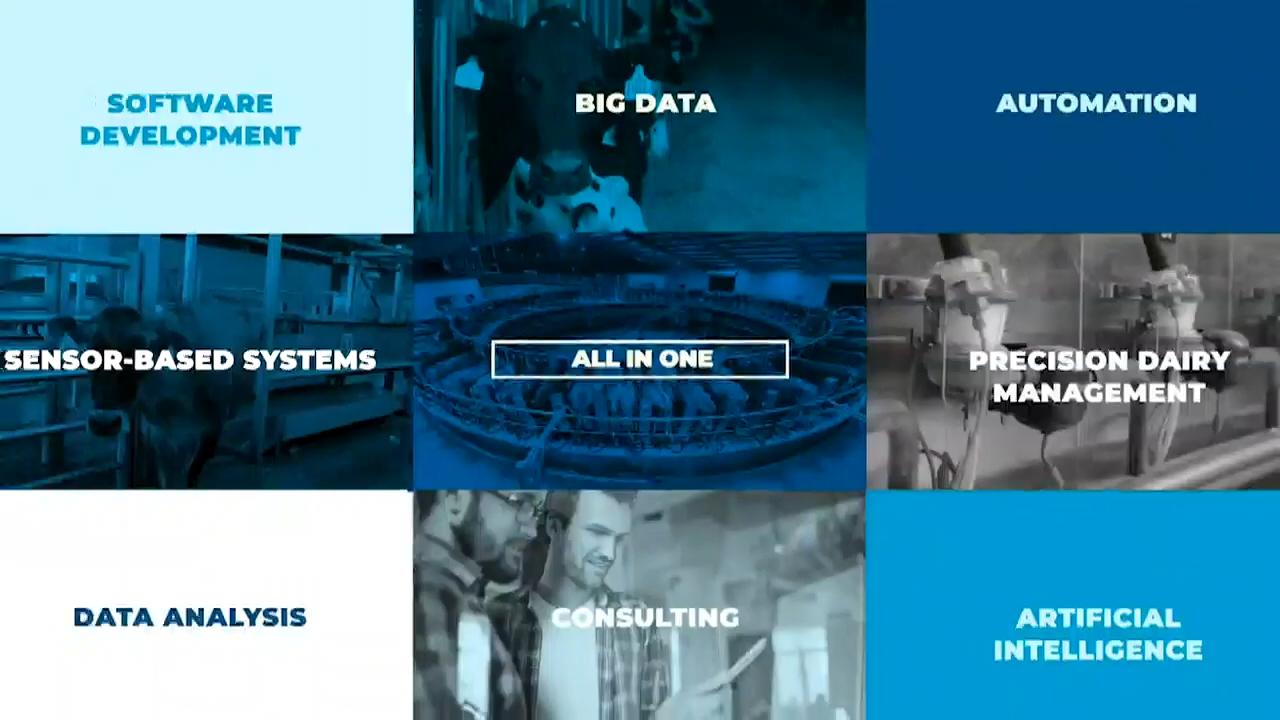 SOFTWARE
DEVELOPMENT
BIG DATA
AUTOMATION
SENSOR-BASED SYSTEMS
ALL IN ONE
PRECISION DAIRY
MANAGEMENT
DATA ANALYSIS
CONSULTING
ARTIFICIAL
INTELLIGENCE